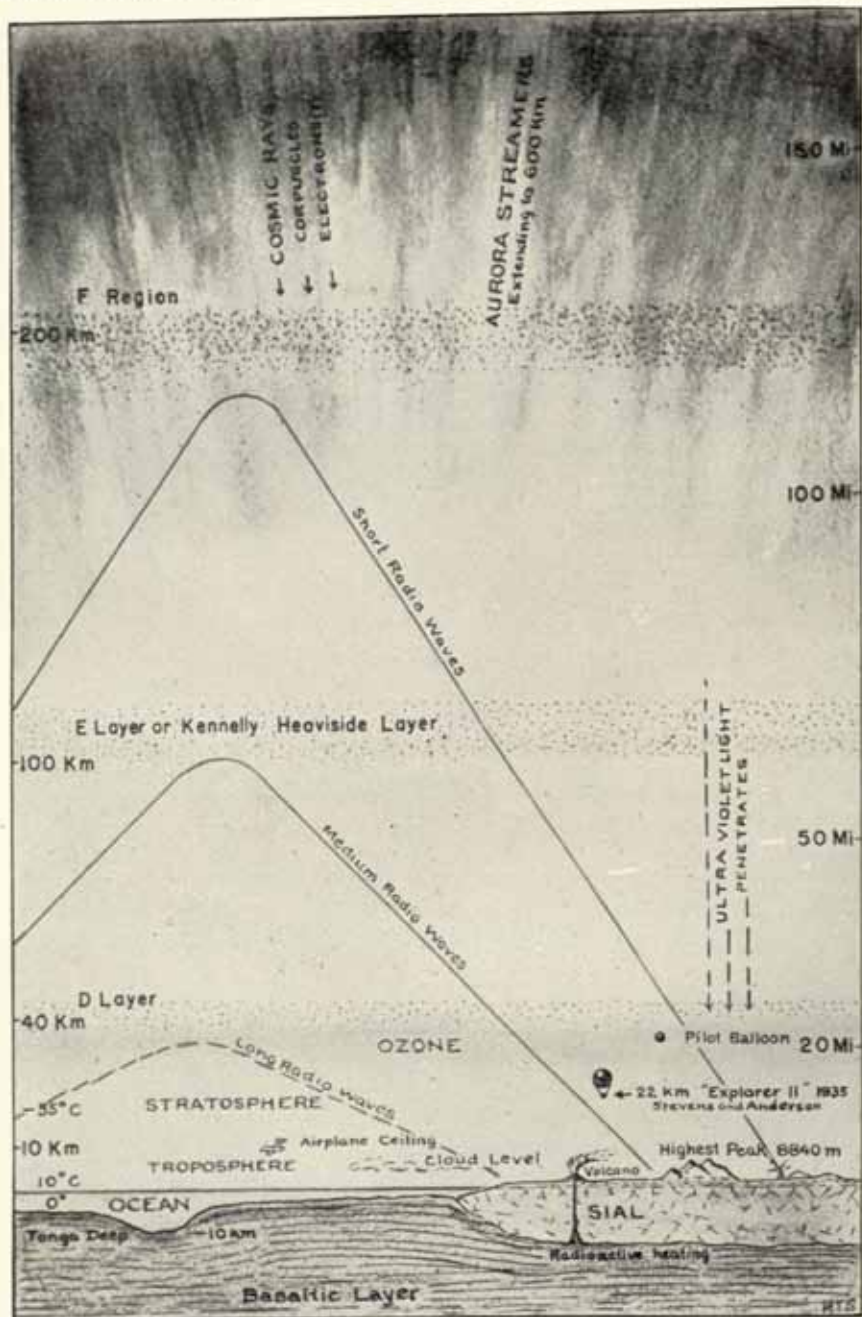 COSMIC RAYS
CORPUSCLES
ELECTRONS
AURORA STREAMERS
Extending to 600 Km
150 Mi
F Region
200 Km
100 Mi
Short Radio Waves
E Layer or Kennelly Heaviside Layer
100 Km
ULTRA VIOLET LIGHT
PENETRATES
50 Mi
Medium Radio Waves
D Layer
40 Km
OZONE
Pilot Balloon
20 Mi
Long Radio Waves
22 km "Explorer II" 1935
Stevens and Anderson
-55°C
STRATOSPHERE
10 Km
Airplane Ceiling
Cloud Level
TROPOSPHERE
Volcano
Highest Peak 8840 m
10°C
0°
OCEAN
SIAL
Tonga Deep
-10 km
Radioactive heating
Basaltic Layer